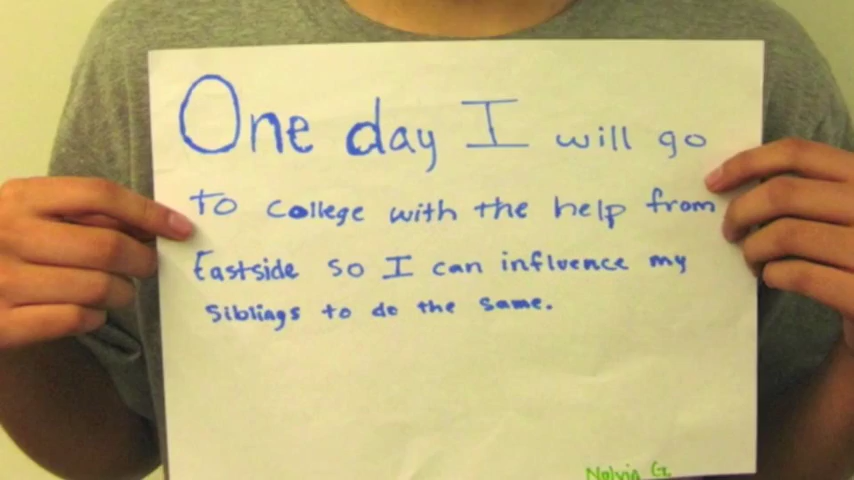 One day I will go
to college with the help from
Eastside so I can influence my
siblings to do the same.
Nalvin G.